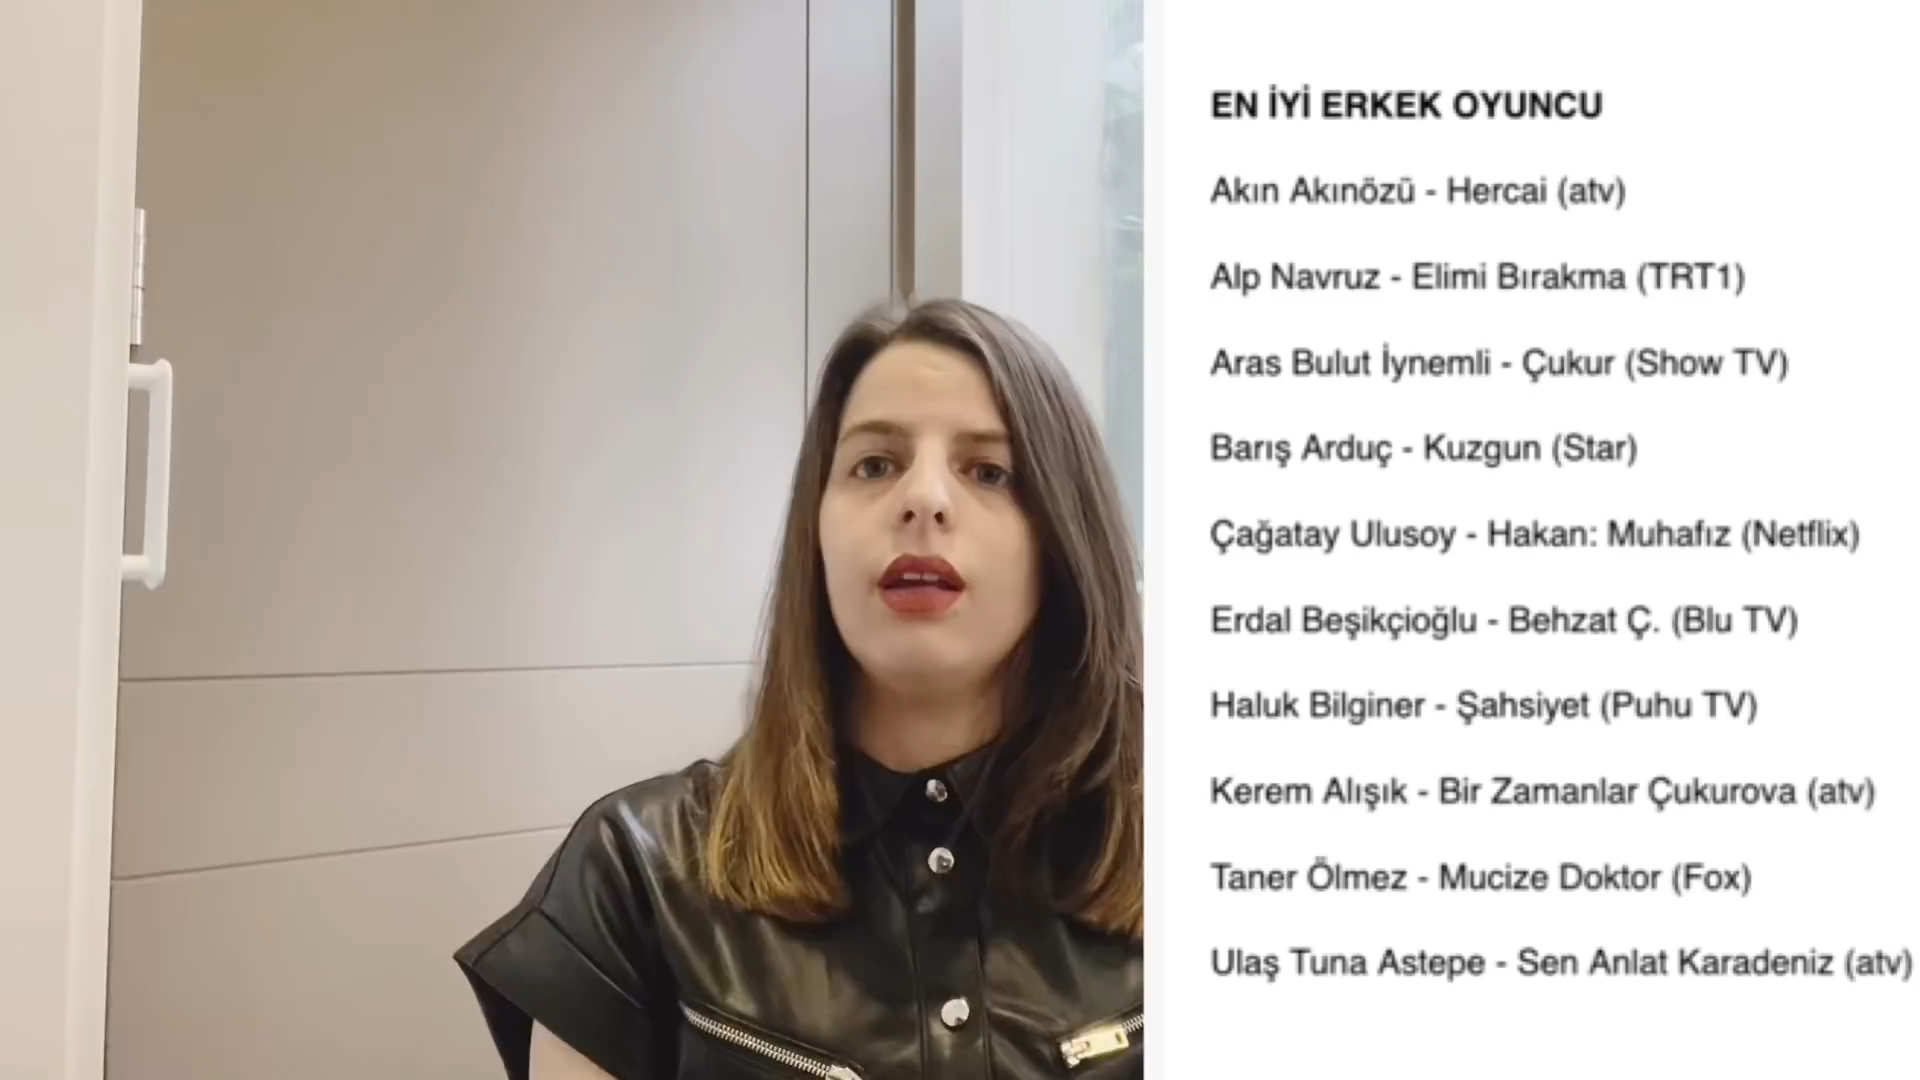 EN İYİ ERKEK OYUNCU
Akın Akınözü - Hercai (atv)
Alp Navruz - Elimi Bırakma (TRT1)
Aras Bulut İynemli - Çukur (Show TV)
Barış Arduç - Kuzgun (Star)
Çağatay Ulusoy - Hakan: Muhafız (Netflix)
Erdal Beşikçioğlu - Behzat Ç. (Blu TV)
Haluk Bilginer - Şahsiyet (Puhu TV)
Kerem Alışık - Bir Zamanlar Çukurova (atv)
Taner Ölmez - Mucize Doktor (Fox)
Ulaş Tuna Astepe - Sen Anlat Karadeniz (atv)